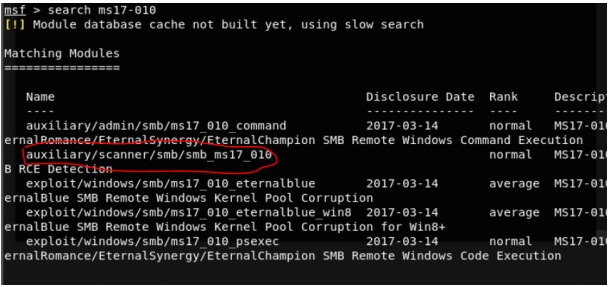 msf > search ms17-010
[!] Module database cache not built yet, using slow search
Matching Modules
================
Name Disclosure Date Rank Descript
---- --------------- ---- --------
auxiliary/admin/smb/ms17_010_command 2017-03-14 normal MS17-010
ernalRomance/EternalSynergy/EternalChampion SMB Remote Windows Command Execution
auxiliary/scanner/smb/smb_ms17_010 normal MS17-010
B RCE Detection
exploit/windows/smb/ms17_010_eternalblue 2017-03-14 average MS17-010
ernalBlue SMB Remote Windows Kernel Pool Corruption
exploit/windows/smb/ms17_010_eternalblue_win8 2017-03-14 average MS17-010
ernalBlue SMB Remote Windows Kernel Pool Corruption for Win8+
exploit/windows/smb/ms17_010_psexec 2017-03-14 normal MS17-010
ernalRomance/EternalSynergy/EternalChampion SMB Remote Windows Code Execution